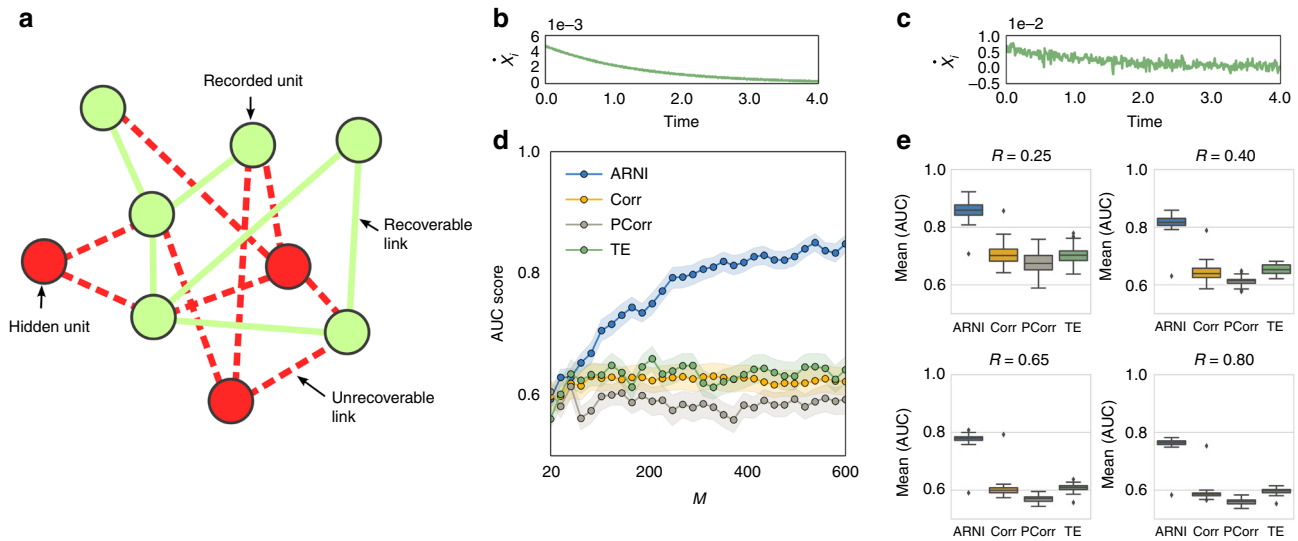 a
Recorded unit
Recoverable
link
Hidden unit
Unrecoverable
link
b
1e–3
6
4
2
0
ẋi
0.0 1.0 2.0 3.0 4.0
Time
c
1e–2
1.0
0.5
0.0
–0.5
ẋi
0.0 1.0 2.0 3.0 4.0
Time
d
ARNI
Corr
PCorr
TE
1.0
0.8
0.6
AUC score
20 200 400 600
M
e
R = 0.25
1.0
0.8
0.6
Mean (AUC)
ARNI Corr PCorr TE
R = 0.40
1.0
0.8
0.6
Mean (AUC)
ARNI Corr PCorr TE
R = 0.65
1.0
0.8
0.6
Mean (AUC)
ARNI Corr PCorr TE
R = 0.80
1.0
0.8
0.6
Mean (AUC)
ARNI Corr PCorr TE